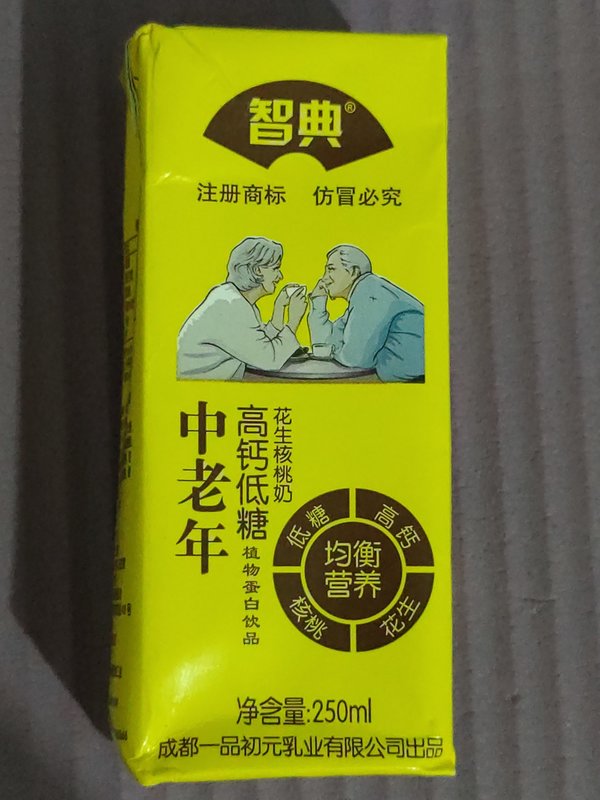 智典®
注册商标 仿冒必究
中老年
高钙低糖
花生核桃奶
植物蛋白饮品
低糖
高钙
均衡
营养
核桃
花生
净含量:250ml
成都一品初元乳业有限公司出品